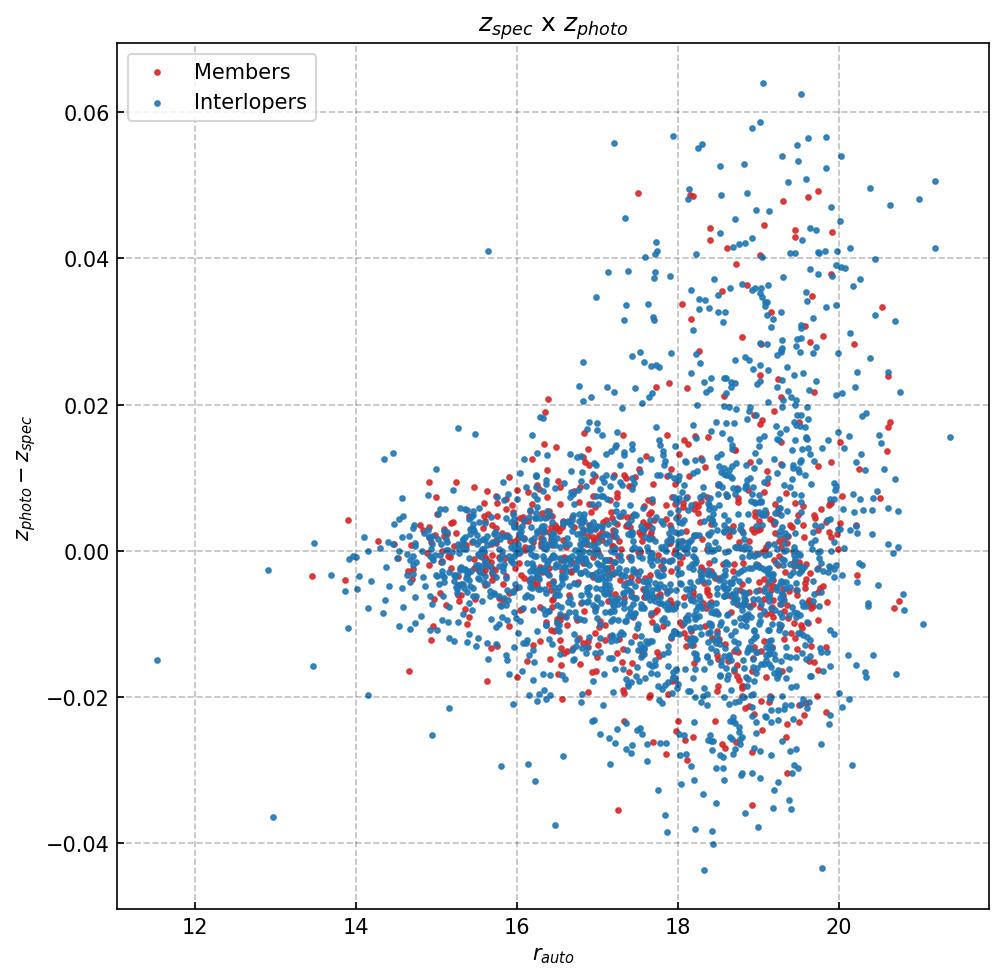 z_spec x z_photo
Members
Interlopers
0.06
0.04
0.02
0.00
−0.02
−0.04
z_photo − z_spec
12 14 16 18 20
r_auto